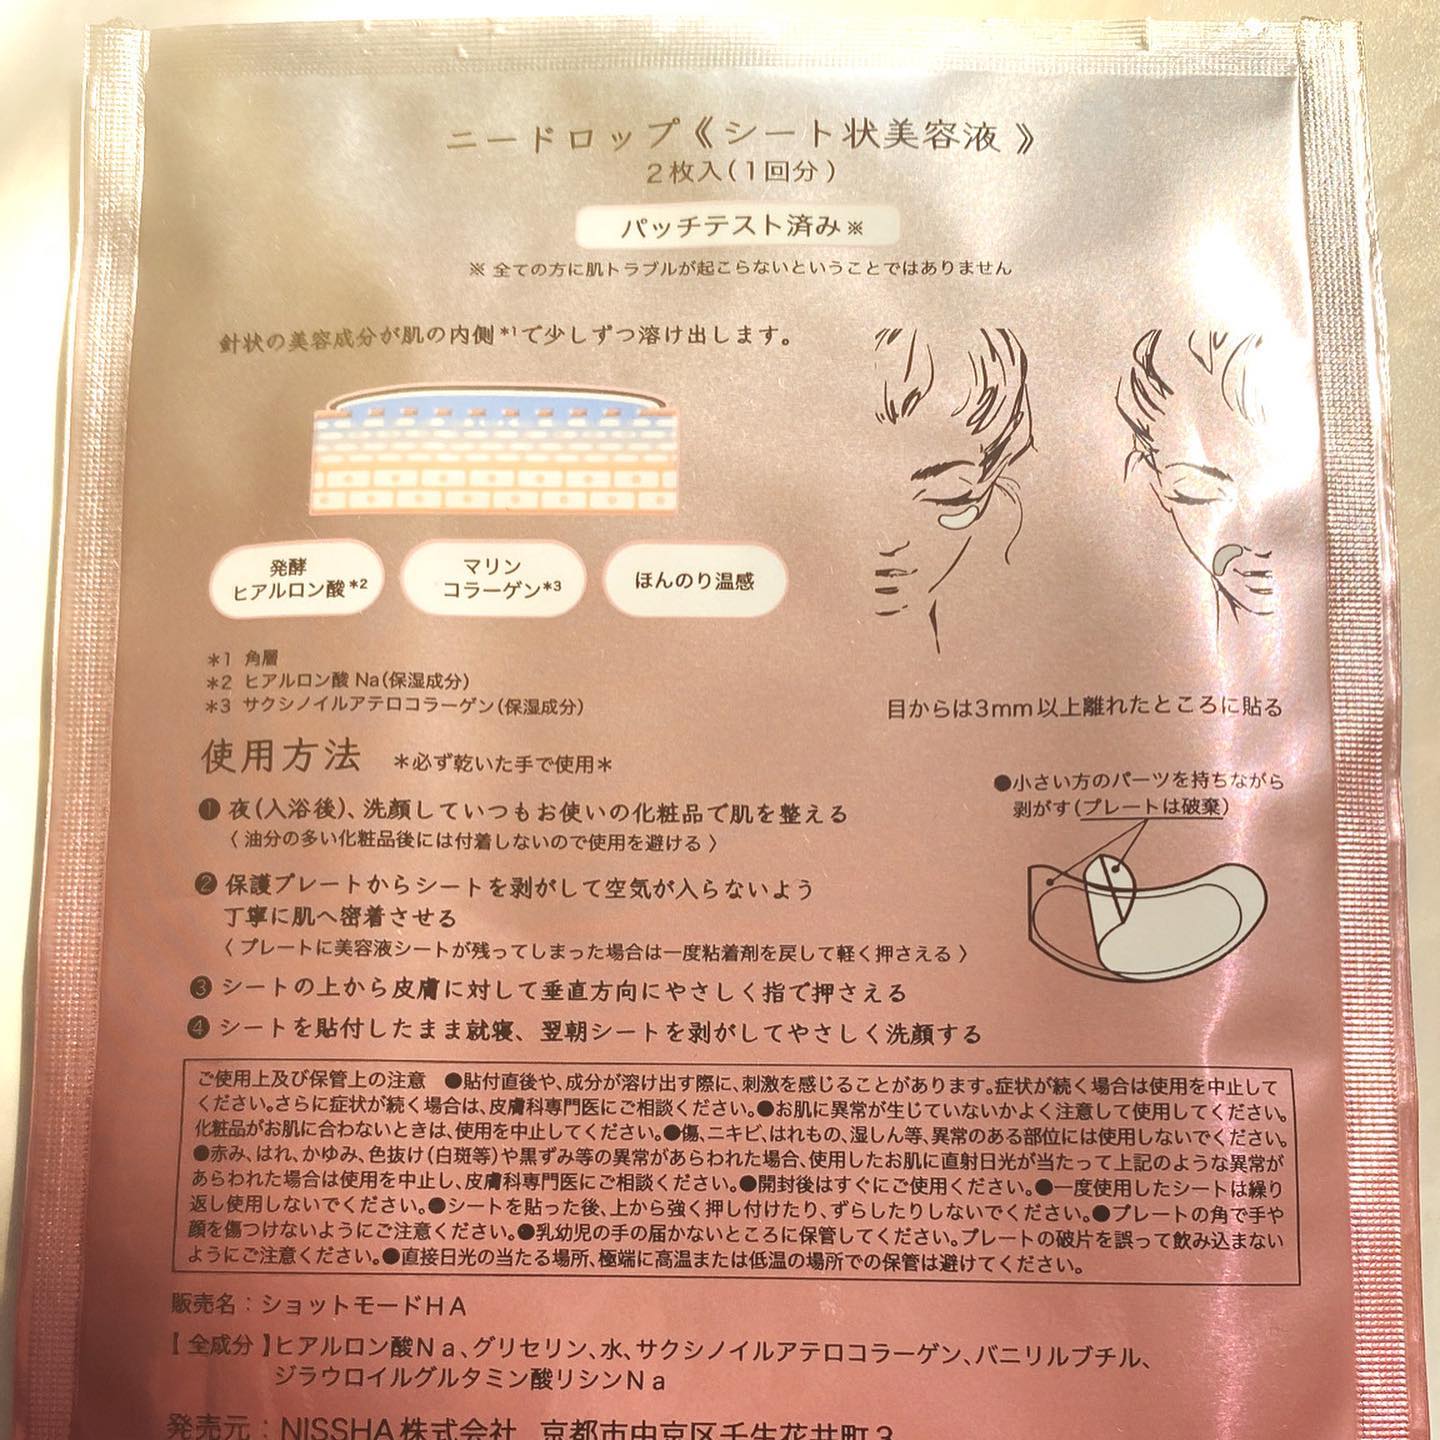 ニードロップ《シート状美容液》
2枚入(1回分)
パッチテスト済み※
※ 全ての方に肌トラブルが起こらないということではありません
針状の美容成分が肌の内側*1で少しずつ溶け出します。
発酵
ヒアルロン酸*2
マリン
コラーゲン*3
ほんのり温感
*1 角層
*2 ヒアルロン酸 Na(保湿成分)
*3 サクシノイルアテロコラーゲン(保湿成分)
目からは3mm以上離れたところに貼る
使用方法 *必ず乾いた手で使用*
❶ 夜(入浴後)、洗顔していつもお使いの化粧品で肌を整える
〈 油分の多い化粧品後には付着しないので使用を避ける 〉
❷ 保護プレートからシートを剥がして空気が入らないよう
丁寧に肌へ密着させる
〈 プレートに美容液シートが残ってしまった場合は一度粘着剤を戻して軽く押さえる 〉
❸ シートの上から皮膚に対して垂直方向にやさしく指で押さえる
❹ シートを貼付したまま就寝、翌朝シートを剥がしてやさしく洗顔する
●小さい方のパーツを持ちながら
剥がす(プレートは破棄)
ご使用上及び保管上の注意 ●貼付直後や、成分が溶け出す際に、刺激を感じることがあります。症状が続く場合は使用を中止して
ください。さらに症状が続く場合は、皮膚科専門医にご相談ください。●お肌に異常が生じていないかよく注意して使用してください。
化粧品がお肌に合わないときは、使用を中止してください。●傷、ニキビ、はれもの、湿しん等、異常のある部位には使用しないでください。
●赤み、はれ、かゆみ、色抜け(白斑等)や黒ずみ等の異常があらわれた場合、使用したお肌に直射日光が当たって上記のような異常が
あらわれた場合は使用を中止し、皮膚科専門医にご相談ください。●開封後はすぐにご使用ください。●一度使用したシートは繰り
返し使用しないでください。●シートを貼った後、上から強く押し付けたり、ずらしたりしないでください。●プレートの角で手や
顔を傷つけないようにご注意ください。●乳幼児の手の届かないところに保管してください。プレートの破片を誤って飲み込まない
ようにご注意ください。●直接日光の当たる場所、極端に高温または低温の場所での保管は避けてください。
販売名：ショットモードHA
【 全成分 】ヒアルロン酸Na、グリセリン、水、サクシノイルアテロコラーゲン、バニリルブチル、
ジラウロイルグルタミン酸リシンNa
発売元：NISSHA株式会社 京都市中京区壬生花井町3